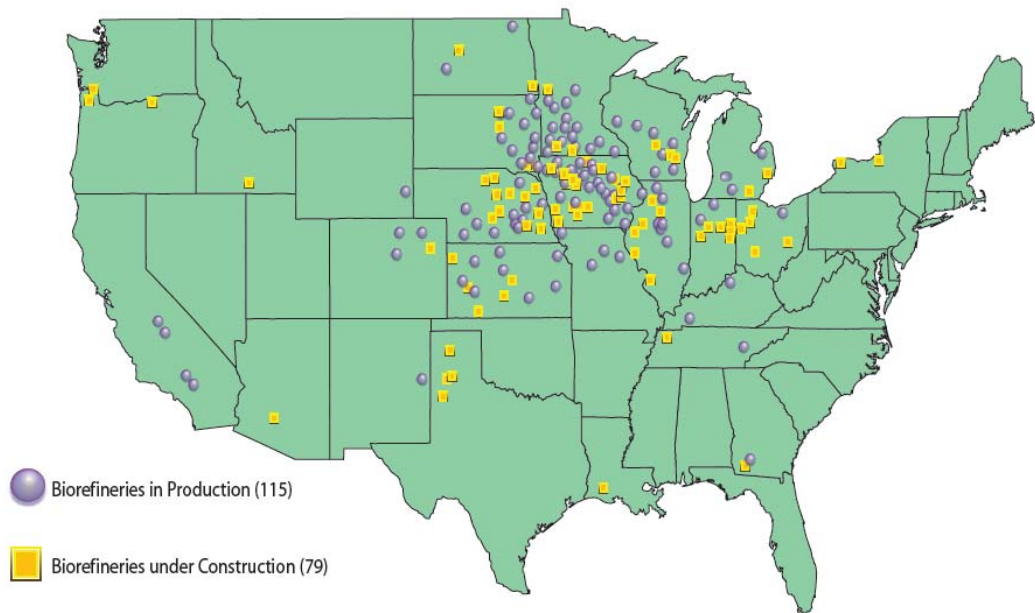 Biorefineries in Production (115)
Biorefineries under Construction (79)